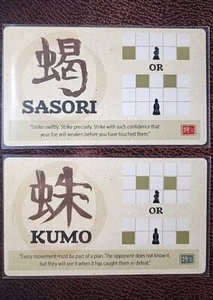 蝎
SASORI
OR
"Strike swiftly. Strike precisely. Strike with such confidence that
your foe will weaken before you have touched them."
蛛
KUMO
OR
"Every movement must be part of a plan. The opponent does not know it,
but they will see it when it has caught them in defeat."